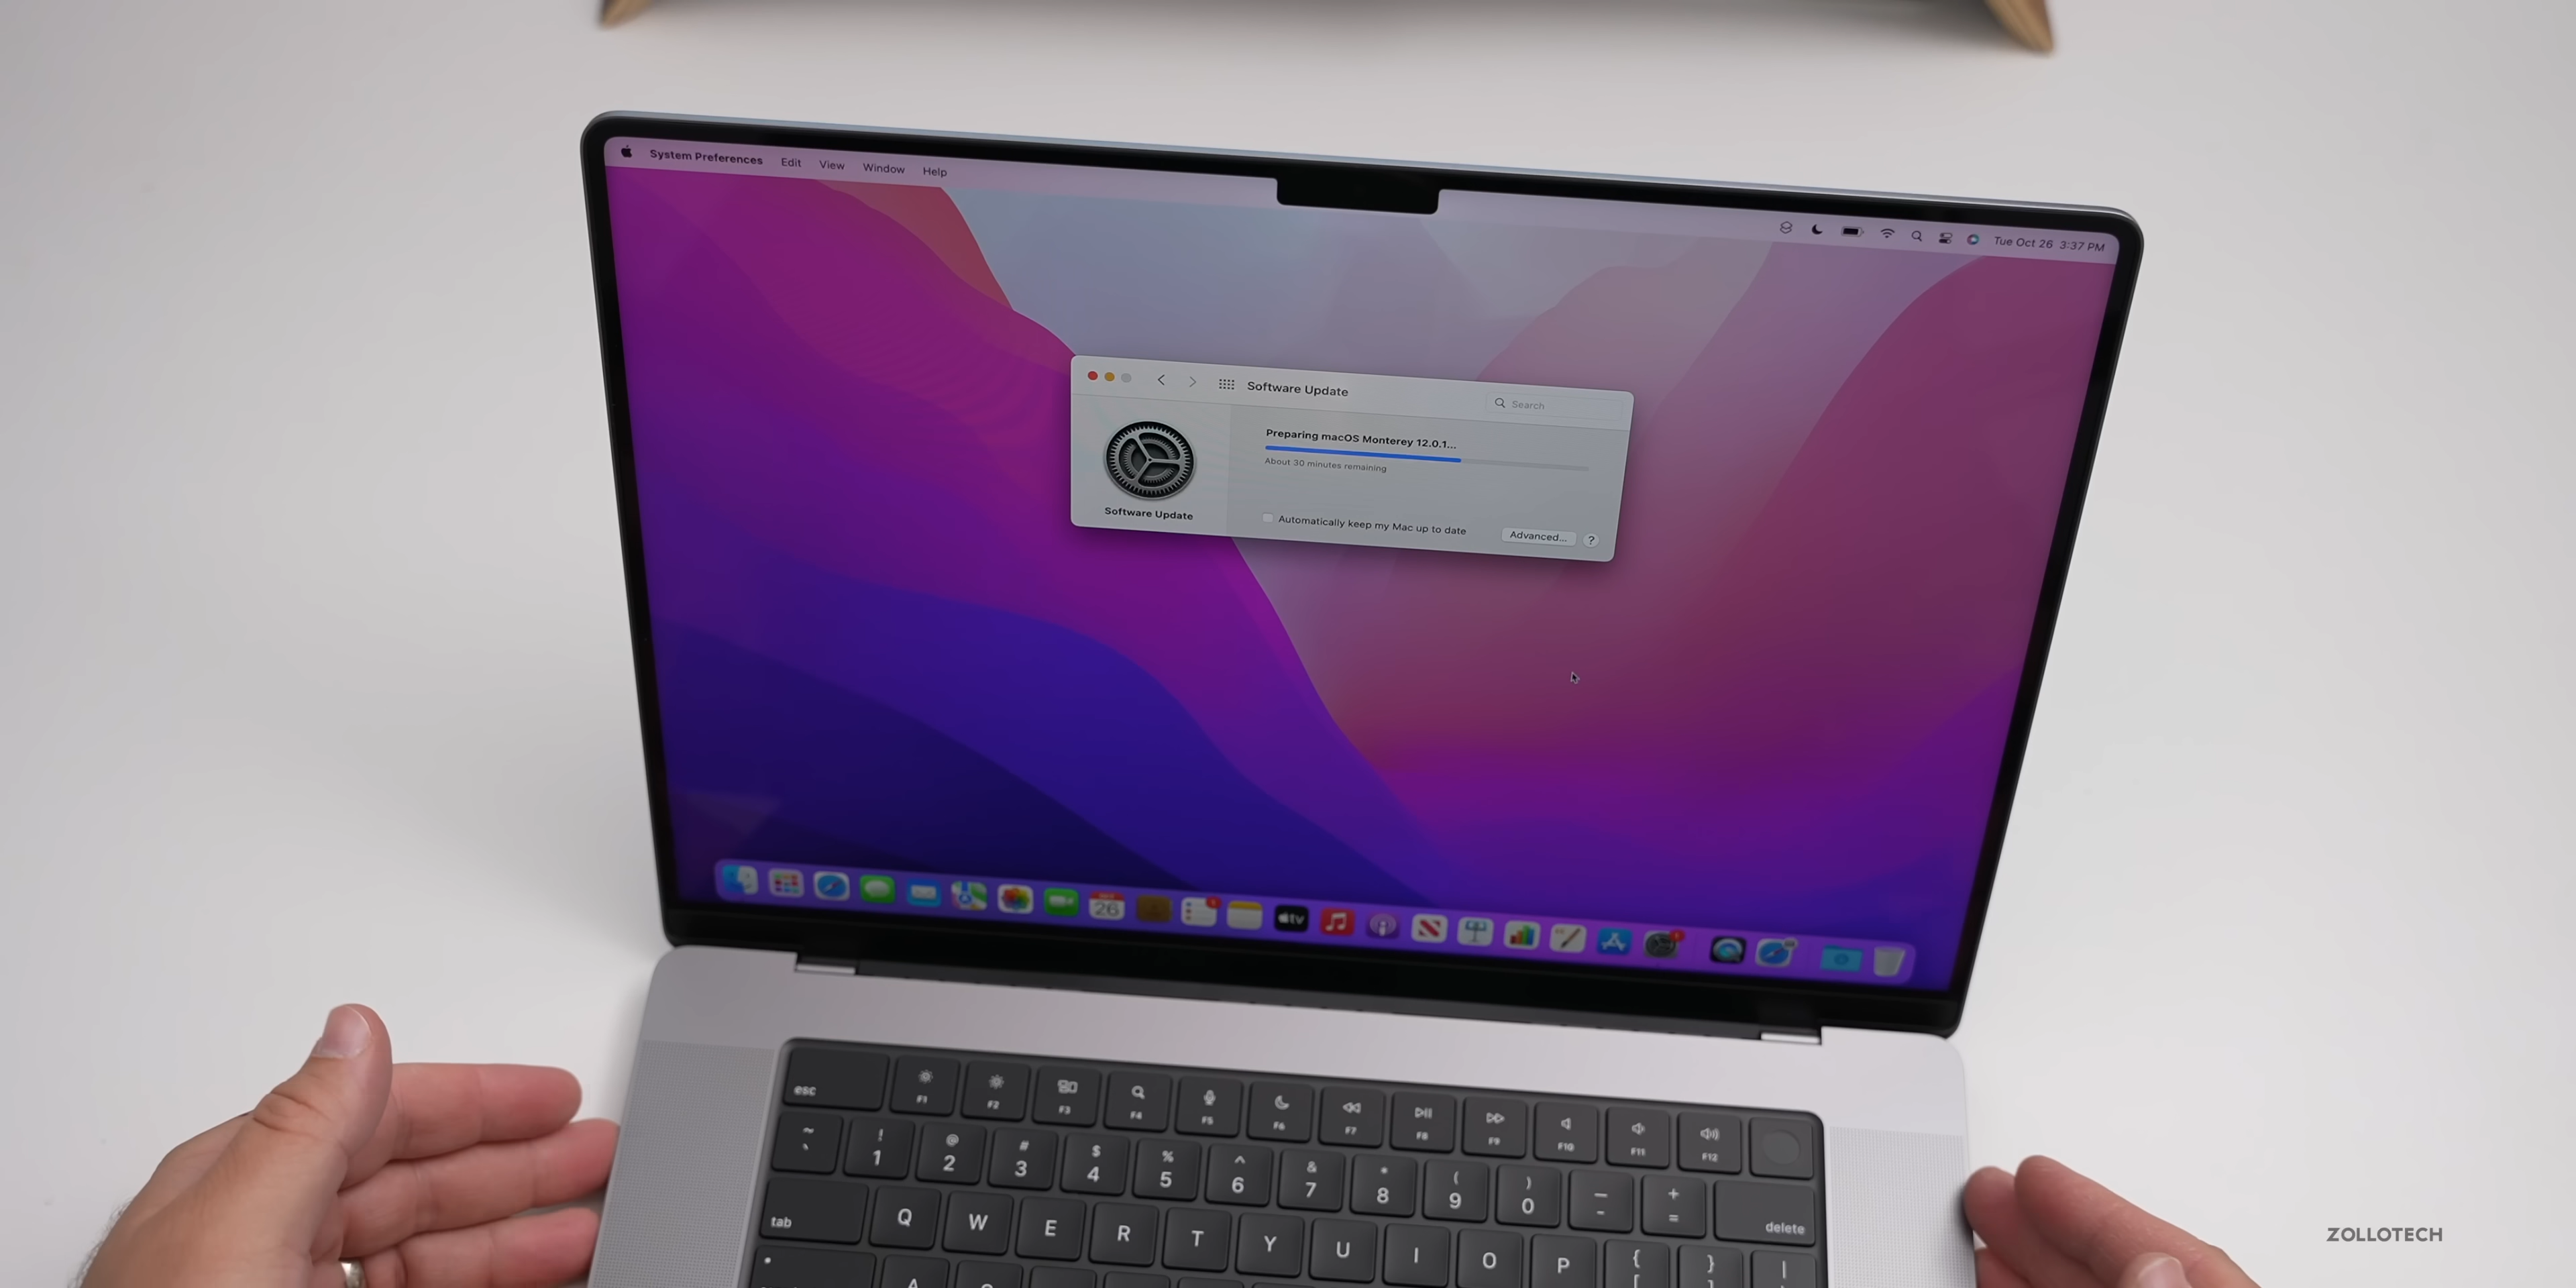 System Preferences Edit View Window Help
Tue Oct 26 3:37 PM
Software Update
Search
Preparing macOS Monterey 12.0.1...
About 30 minutes remaining
Software Update
Automatically keep my Mac up to date
Advanced...
?
26
tv
esc F1 F2 F3 F4 F5 F6 F7 F8 F9 F10 F11 F12
~ ! @ # $ % ^ & * ( ) — +
` 1 2 3 4 5 6 7 8 9 0 - = delete
tab Q W E R T Y U I O P { [ } ] |
A
ZOLLOTECH